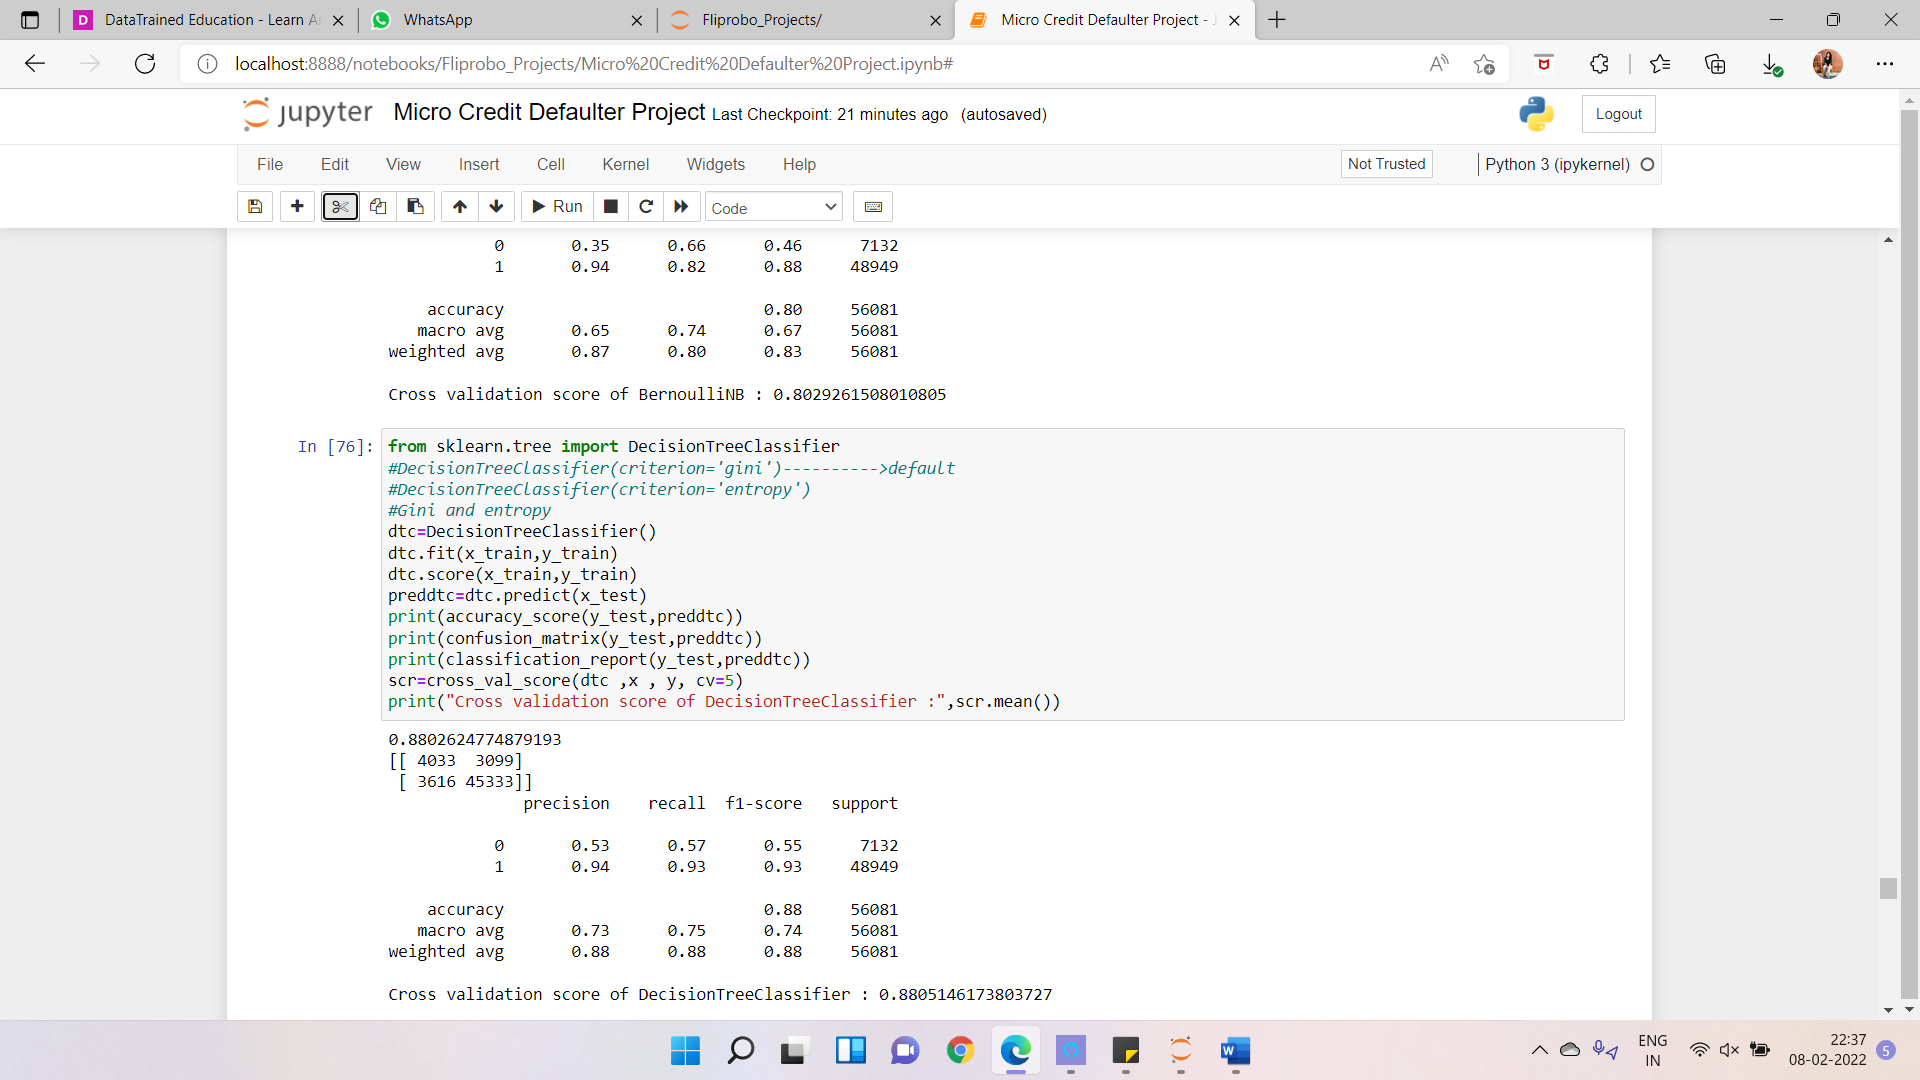 DataTrained Education - Learn A
WhatsApp
Fliprobo_Projects/
Micro Credit Defaulter Project - J
localhost:8888/notebooks/Fliprobo_Projects/Micro%20Credit%20Defaulter%20Project.ipynb#
jupyter Micro Credit Defaulter Project Last Checkpoint: 21 minutes ago (autosaved)
Logout
File Edit View Insert Cell Kernel Widgets Help
Not Trusted
Python 3 (ipykernel)
Run
Code
0 0.35 0.66 0.46 7132
1 0.94 0.82 0.88 48949
accuracy 0.80 56081
macro avg 0.65 0.74 0.67 56081
weighted avg 0.87 0.80 0.83 56081
Cross validation score of BernoulliNB : 0.8029261508010805
In [76]:
from sklearn.tree import DecisionTreeClassifier
#DecisionTreeClassifier(criterion='gini')---------->default
#DecisionTreeClassifier(criterion='entropy')
#Gini and entropy
dtc=DecisionTreeClassifier()
dtc.fit(x_train,y_train)
dtc.score(x_train,y_train)
preddtc=dtc.predict(x_test)
print(accuracy_score(y_test,preddtc))
print(confusion_matrix(y_test,preddtc))
print(classification_report(y_test,preddtc))
scr=cross_val_score(dtc ,x , y, cv=5)
print("Cross validation score of DecisionTreeClassifier :",scr.mean())
0.8802624774879193
[[ 4033  3099]
 [ 3616 45333]]
precision recall f1-score support
0 0.53 0.57 0.55 7132
1 0.94 0.93 0.93 48949
accuracy 0.88 56081
macro avg 0.73 0.75 0.74 56081
weighted avg 0.88 0.88 0.88 56081
Cross validation score of DecisionTreeClassifier : 0.8805146173803727
ENG
IN
22:37
08-02-2022
5